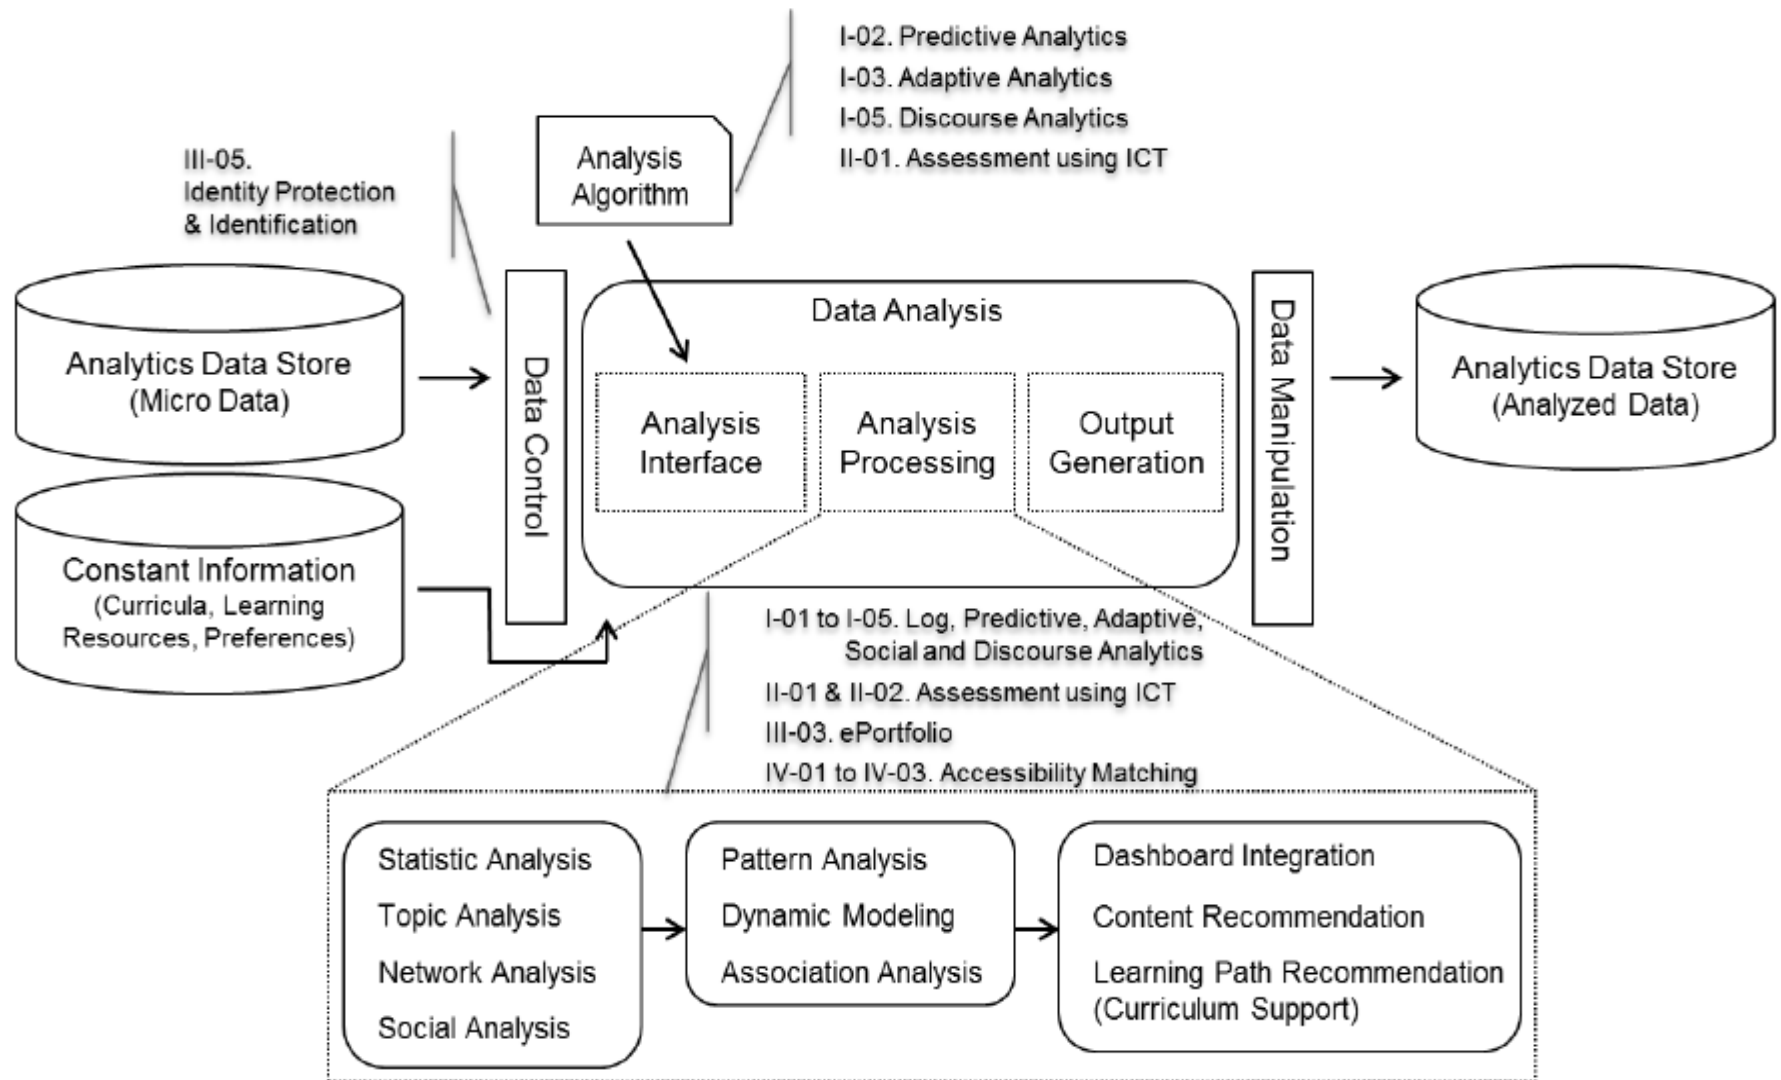 I-02. Predictive Analytics
I-03. Adaptive Analytics
I-05. Discourse Analytics
II-01. Assessment using ICT
III-05.
Identity Protection
& Identification
Analysis
Algorithm
Analytics Data Store
(Micro Data)
Constant Information
(Curricula, Learning
Resources, Preferences)
Data Control
Data Analysis
Analysis
Interface
Analysis
Processing
Output
Generation
Data Manipulation
Analytics Data Store
(Analyzed Data)
I-01 to I-05. Log, Predictive, Adaptive,
Social and Discourse Analytics
II-01 & II-02. Assessment using ICT
III-03. ePortfolio
IV-01 to IV-03. Accessibility Matching
Statistic Analysis
Topic Analysis
Network Analysis
Social Analysis
Pattern Analysis
Dynamic Modeling
Association Analysis
Dashboard Integration
Content Recommendation
Learning Path Recommendation
(Curriculum Support)